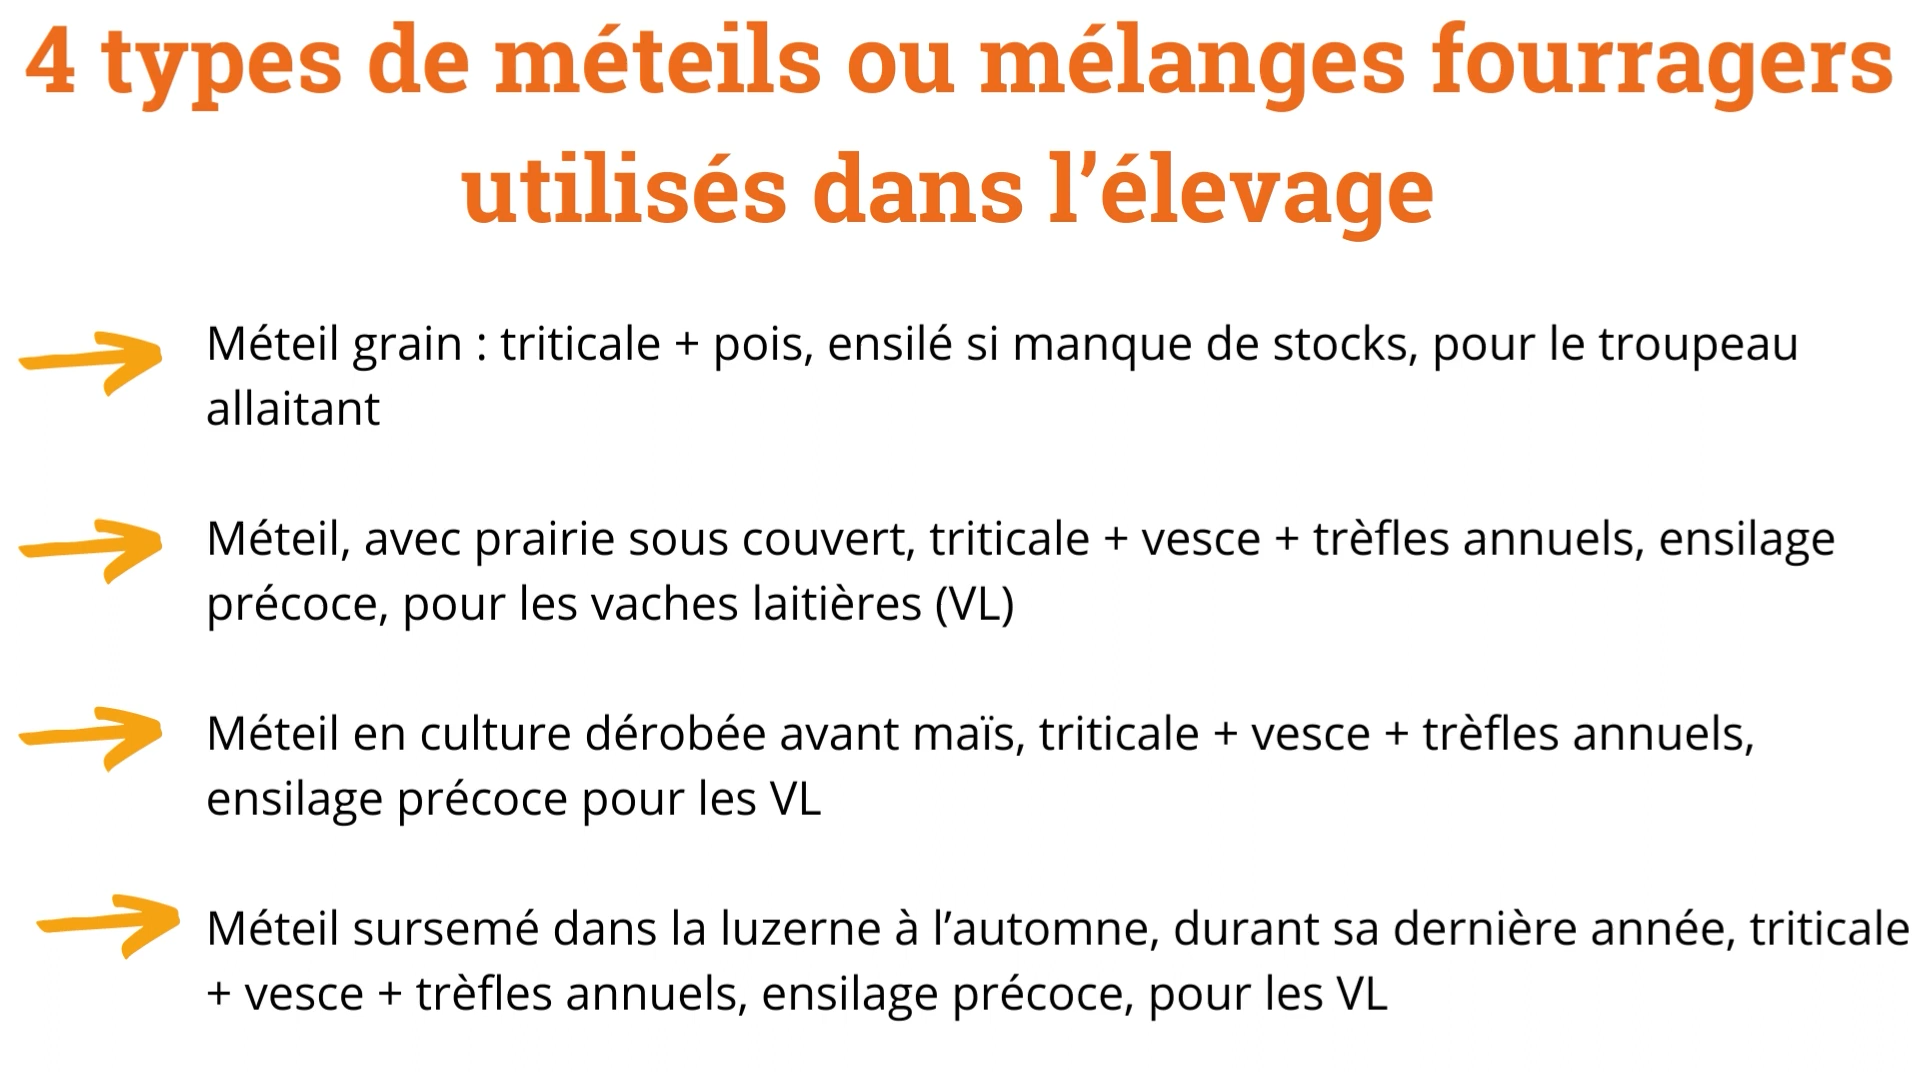 4 types de méteils ou mélanges fourragers
utilisés dans l’élevage
Méteil grain : triticale + pois, ensilé si manque de stocks, pour le troupeau
allaitant
Méteil, avec prairie sous couvert, triticale + vesce + trèfles annuels, ensilage
précoce, pour les vaches laitières (VL)
Méteil en culture dérobée avant maïs, triticale + vesce + trèfles annuels,
ensilage précoce pour les VL
Méteil sursemé dans la luzerne à l’automne, durant sa dernière année, triticale
+ vesce + trèfles annuels, ensilage précoce, pour les VL